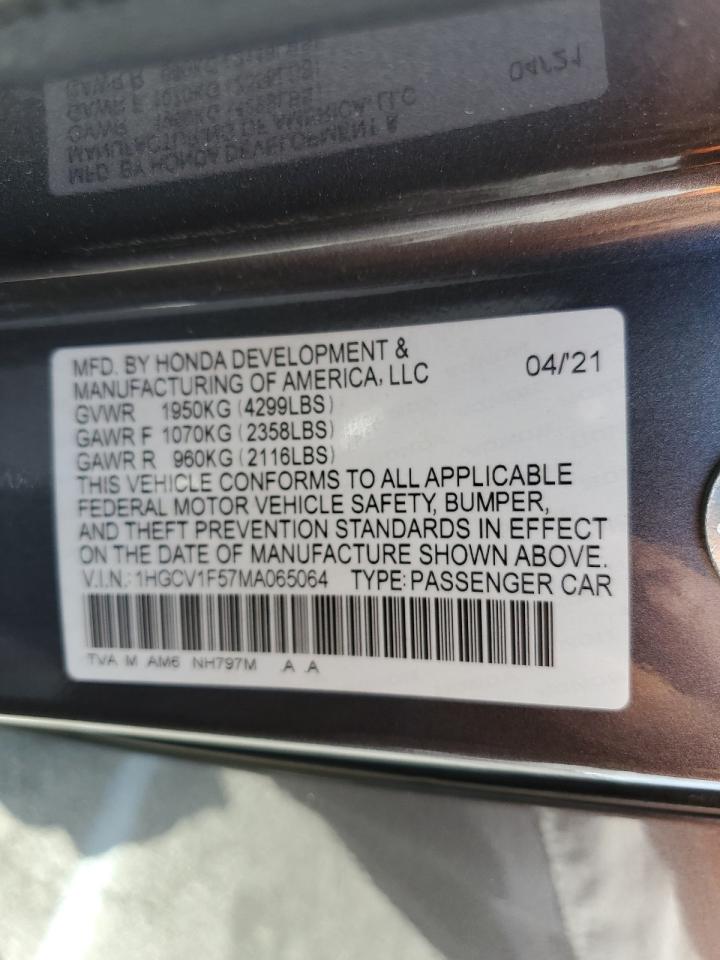 MFD. BY HONDA DEVELOPMENT &
MANUFACTURING OF AMERICA, LLC
04/'21
GVWR 1950KG (4299LBS)
GAWR F 1070KG (2358LBS)
GAWR R 960KG (2116LBS)
THIS VEHICLE CONFORMS TO ALL APPLICABLE
FEDERAL MOTOR VEHICLE SAFETY, BUMPER,
AND THEFT PREVENTION STANDARDS IN EFFECT
ON THE DATE OF MANUFACTURE SHOWN ABOVE.
V.I.N.: 1HGCV1F57MA065064 TYPE: PASSENGER CAR
TVA M AM6 NH797M A A